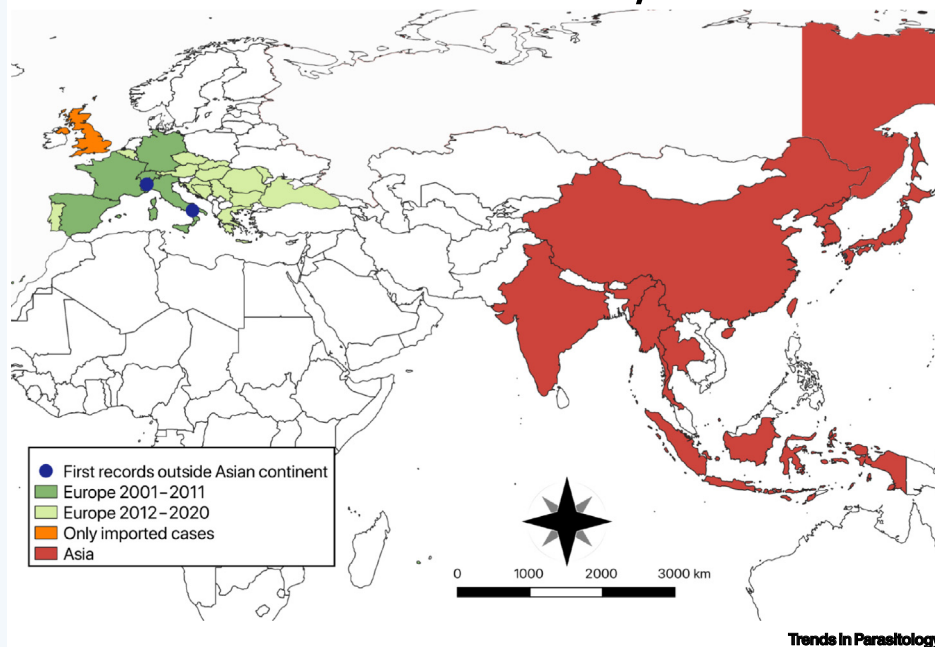 First records outside Asian continent
Europe 2001–2011
Europe 2012–2020
Only imported cases
Asia
0 1000 2000 3000 km
Trends in Parasitology